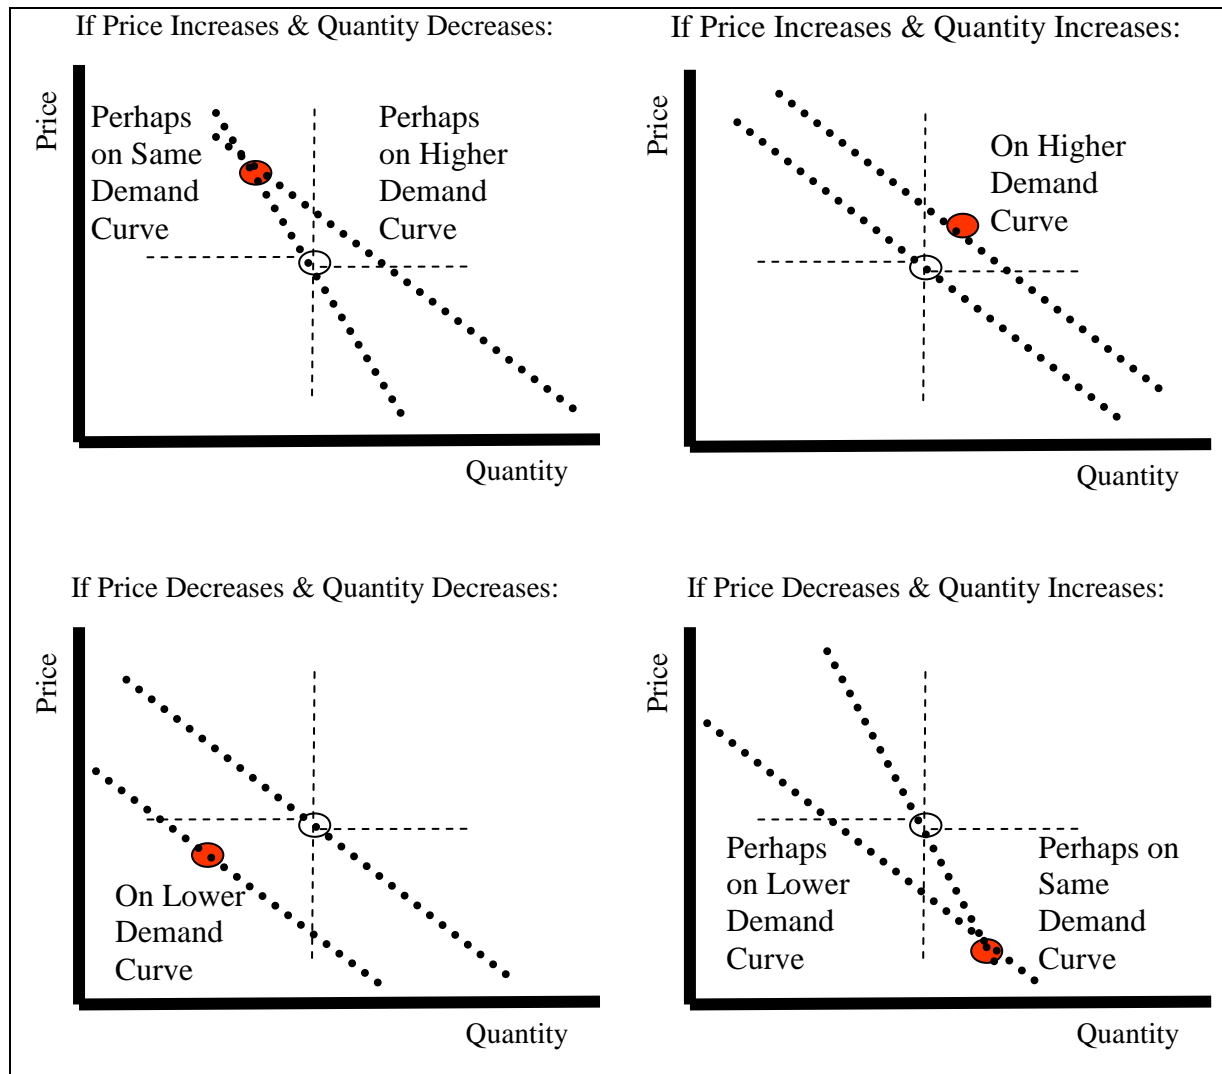 If Price Increases & Quantity Decreases:
Price
Perhaps
on Same
Demand
Curve
Perhaps
on Higher
Demand
Curve
Quantity
If Price Increases & Quantity Increases:
Price
On Higher
Demand
Curve
Quantity
If Price Decreases & Quantity Decreases:
Price
On Lower
Demand
Curve
Quantity
If Price Decreases & Quantity Increases:
Price
Perhaps
on Lower
Demand
Curve
Perhaps on
Same
Demand
Curve
Quantity